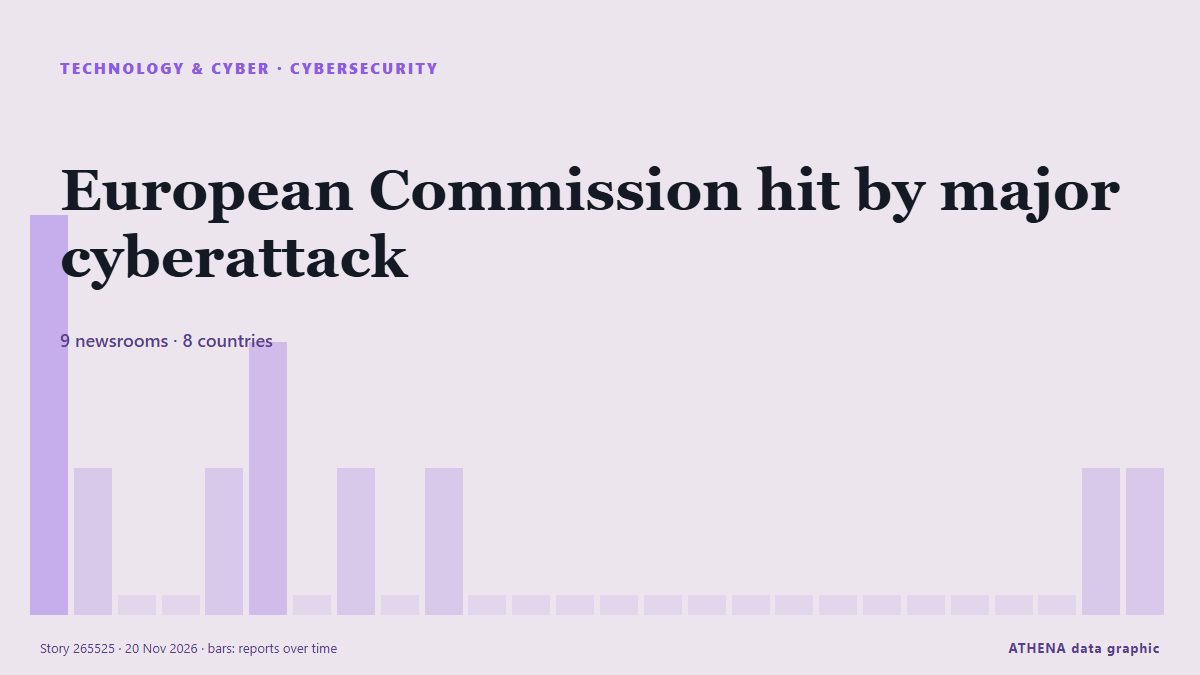 TECHNOLOGY & CYBER · CYBERSECURITY
European Commission hit by major
cyberattack
9 newsrooms · 8 countries
Story 265525 · 20 Nov 2026 · bars: reports over time
ATHENA data graphic